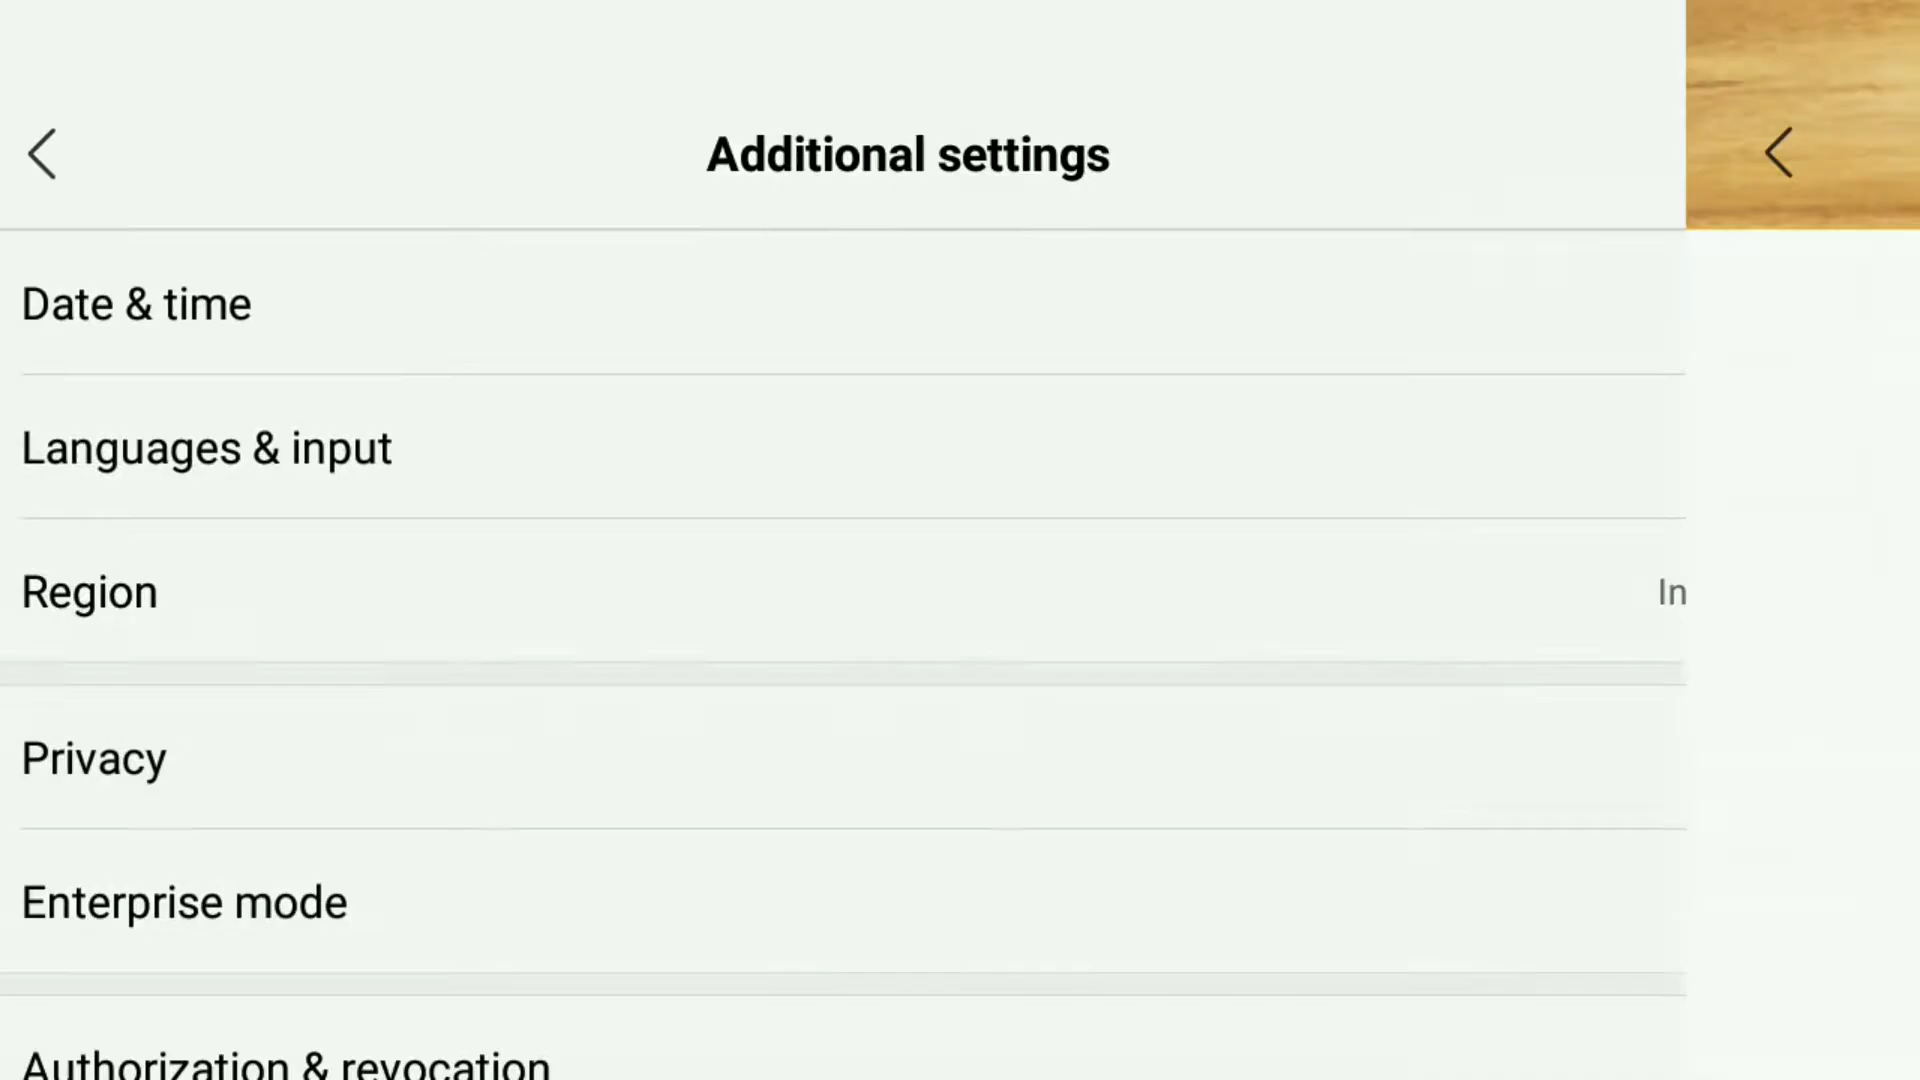 Additional settings
Date & time
Languages & input
Region
In
Privacy
Enterprise mode
Authorization & revocation